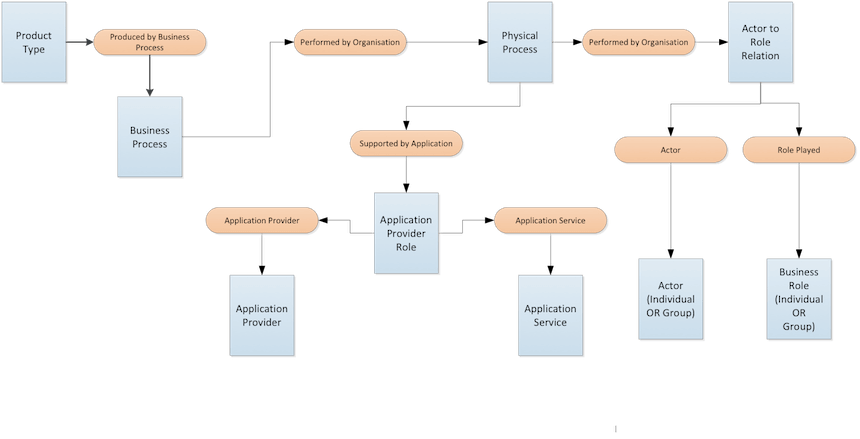 Product
Type
Produced by Business
Process
Performed by Organisation
Physical
Process
Performed by Organisation
Actor to
Role
Relation
Business
Process
Supported by Application
Actor
Role Played
Application Provider
Application
Provider
Role
Application Service
Application
Provider
Application
Service
Actor
(Individual
OR Group)
Business
Role
(Individual
OR
Group)